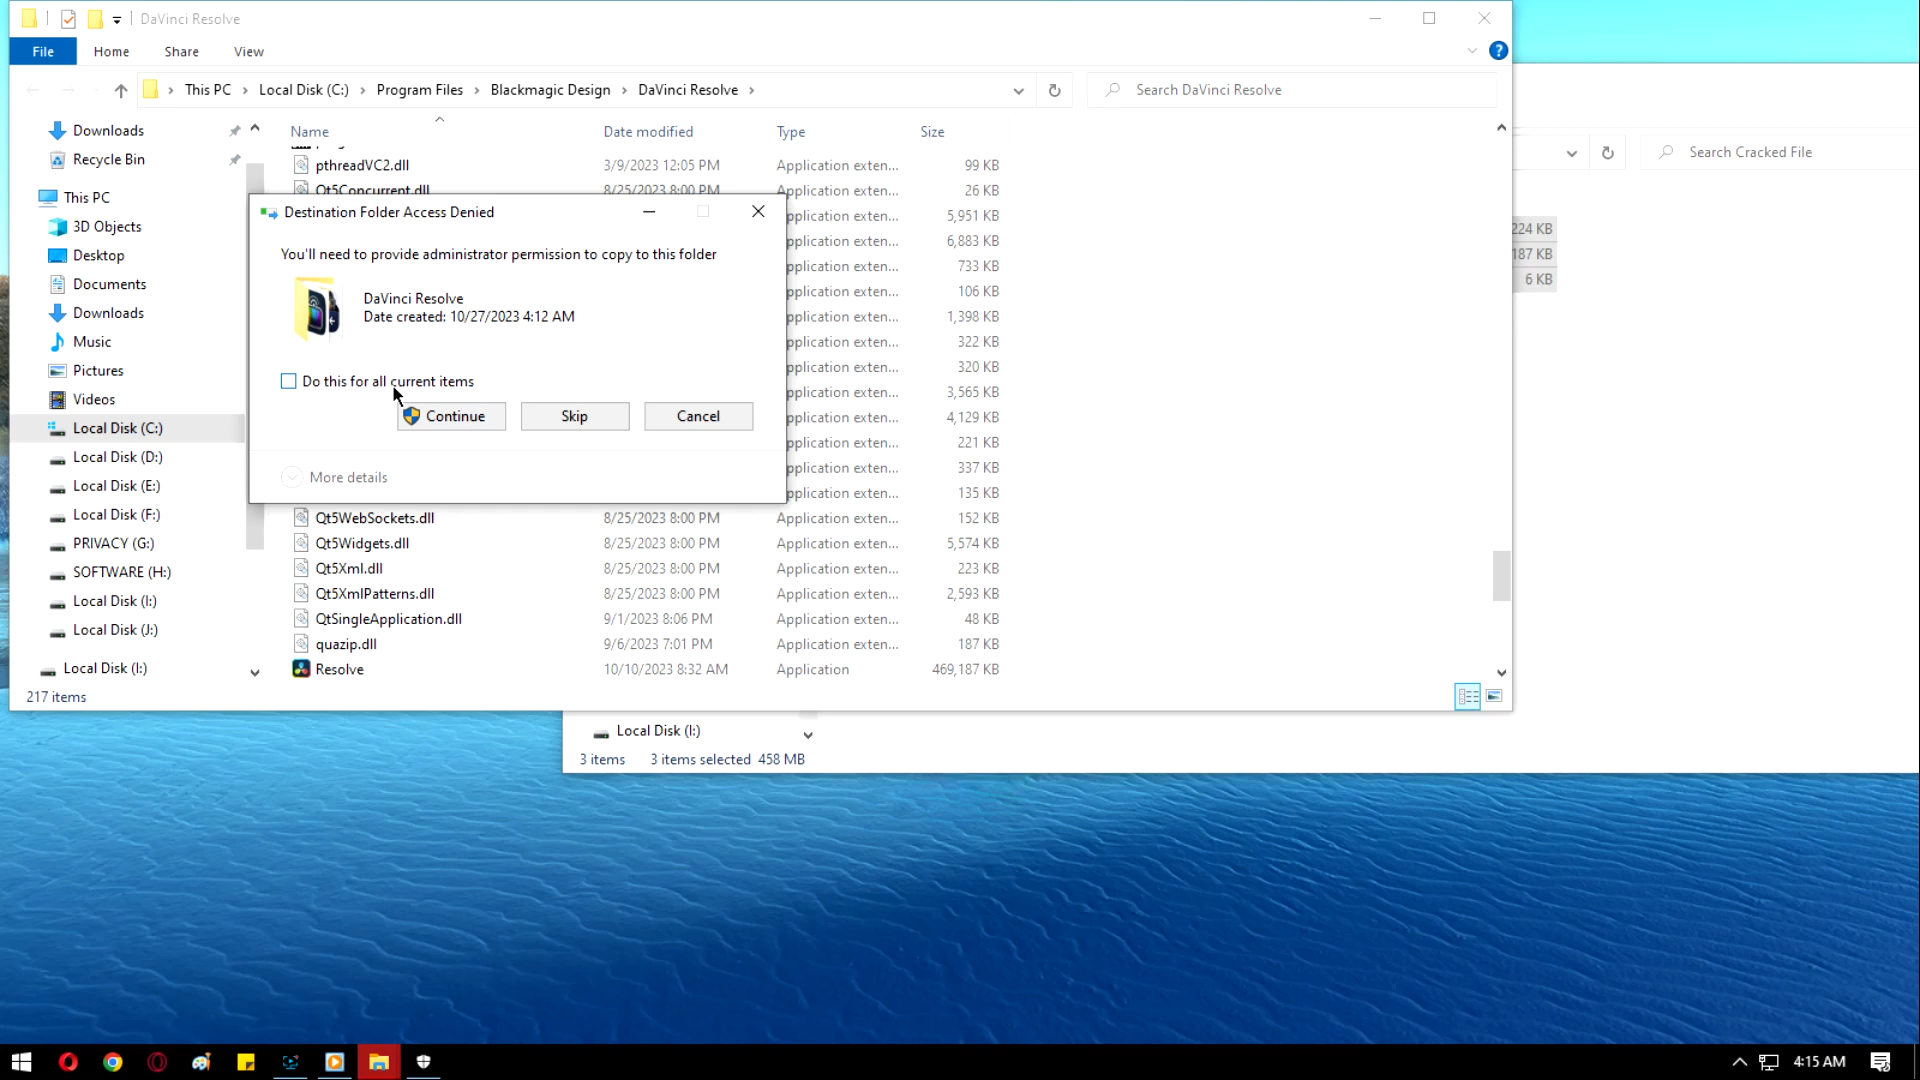 DaVinci Resolve
File Home Share View
This PC Local Disk (C:) Program Files Blackmagic Design DaVinci Resolve
Search DaVinci Resolve
Search Cracked File
Downloads
Recycle Bin
This PC
3D Objects
Desktop
Documents
Downloads
Music
Pictures
Videos
Local Disk (C:)
Local Disk (D:)
Local Disk (E:)
Local Disk (F:)
PRIVACY (G:)
SOFTWARE (H:)
Local Disk (I:)
Local Disk (J:)
Local Disk (I:)
217 items
Name Date modified Type Size
pthreadVC2.dll 3/9/2023 12:05 PM Application exten... 99 KB
Qt5Concurrent.dll 8/25/2023 8:00 PM Application exten... 26 KB
pplication exten... 5,951 KB
pplication exten... 6,883 KB
pplication exten... 733 KB
pplication exten... 106 KB
pplication exten... 1,398 KB
pplication exten... 322 KB
pplication exten... 320 KB
pplication exten... 3,565 KB
pplication exten... 4,129 KB
pplication exten... 221 KB
pplication exten... 337 KB
pplication exten... 135 KB
Qt5WebSockets.dll 8/25/2023 8:00 PM Application exten... 152 KB
Qt5Widgets.dll 8/25/2023 8:00 PM Application exten... 5,574 KB
Qt5Xml.dll 8/25/2023 8:00 PM Application exten... 223 KB
Qt5XmlPatterns.dll 8/25/2023 8:00 PM Application exten... 2,593 KB
QtSingleApplication.dll 9/1/2023 8:06 PM Application exten... 48 KB
quazip.dll 9/6/2023 7:01 PM Application exten... 187 KB
Resolve 10/10/2023 8:32 AM Application 469,187 KB
Destination Folder Access Denied
You'll need to provide administrator permission to copy to this folder
DaVinci Resolve
Date created: 10/27/2023 4:12 AM
Do this for all current items
Continue Skip Cancel
More details
224 KB
187 KB
6 KB
Local Disk (I:)
3 items 3 items selected 458 MB
4:15 AM